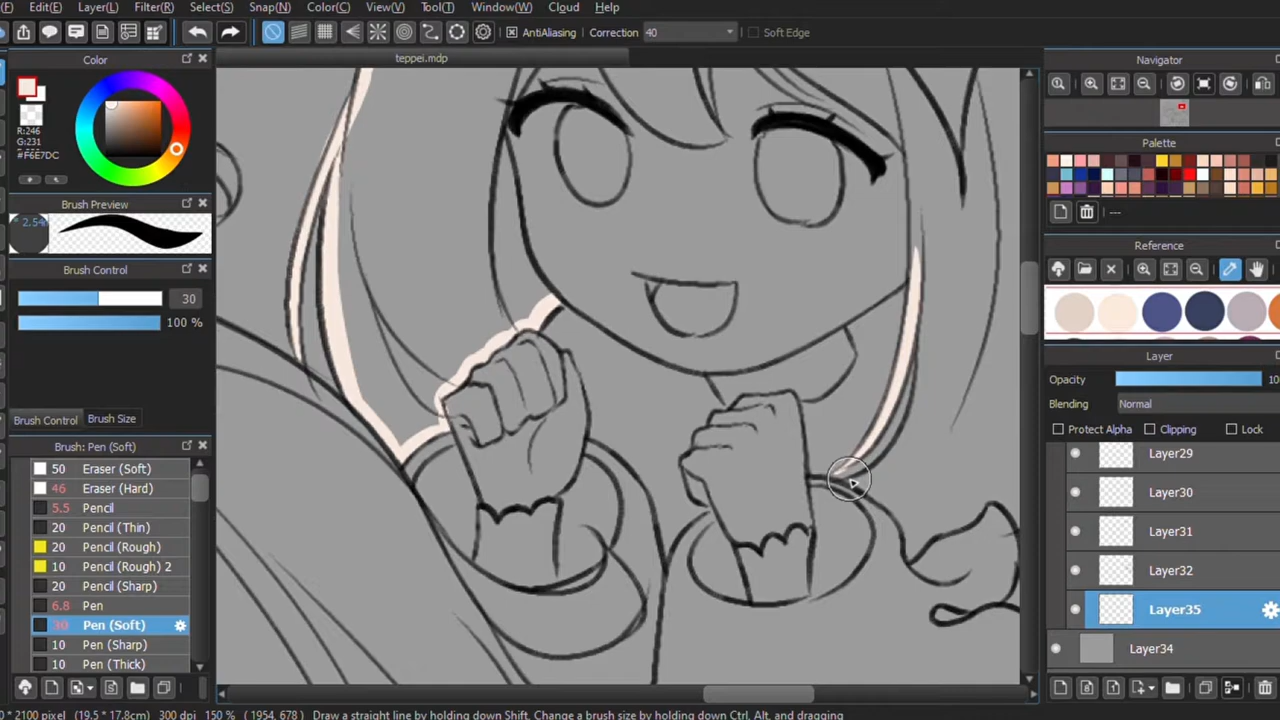 Edit(E) Layer(L) Filter(R) Select(S) Snap(N) Color(C) View(V) Tool(T) Window(W) Cloud Help
AntiAliasing Correction 40 Soft Edge
teppei.mdp
Color
R:246
G:231
#F6E7DC
Brush Preview
2.54
Brush Control
30
100 %
Brush Control Brush Size
Brush: Pen (Soft)
50 Eraser (Soft)
46 Eraser (Hard)
5.5 Pencil
20 Pencil (Thin)
20 Pencil (Rough)
10 Pencil (Rough) 2
20 Pencil (Sharp)
6.8 Pen
30 Pen (Soft)
10 Pen (Sharp)
10 Pen (Thick)
Navigator
Palette
---
Reference
Layer
Opacity 10
Blending Normal
Protect Alpha Clipping Lock
Layer29
Layer30
Layer31
Layer32
Layer35
Layer34
2100 pixel (19.5 * 17.8cm) 300 dpi 150 % ( 1954, 678 ) Draw a straight line by holding down Shift, Change a brush size by holding down Ctrl, Alt, and dragging